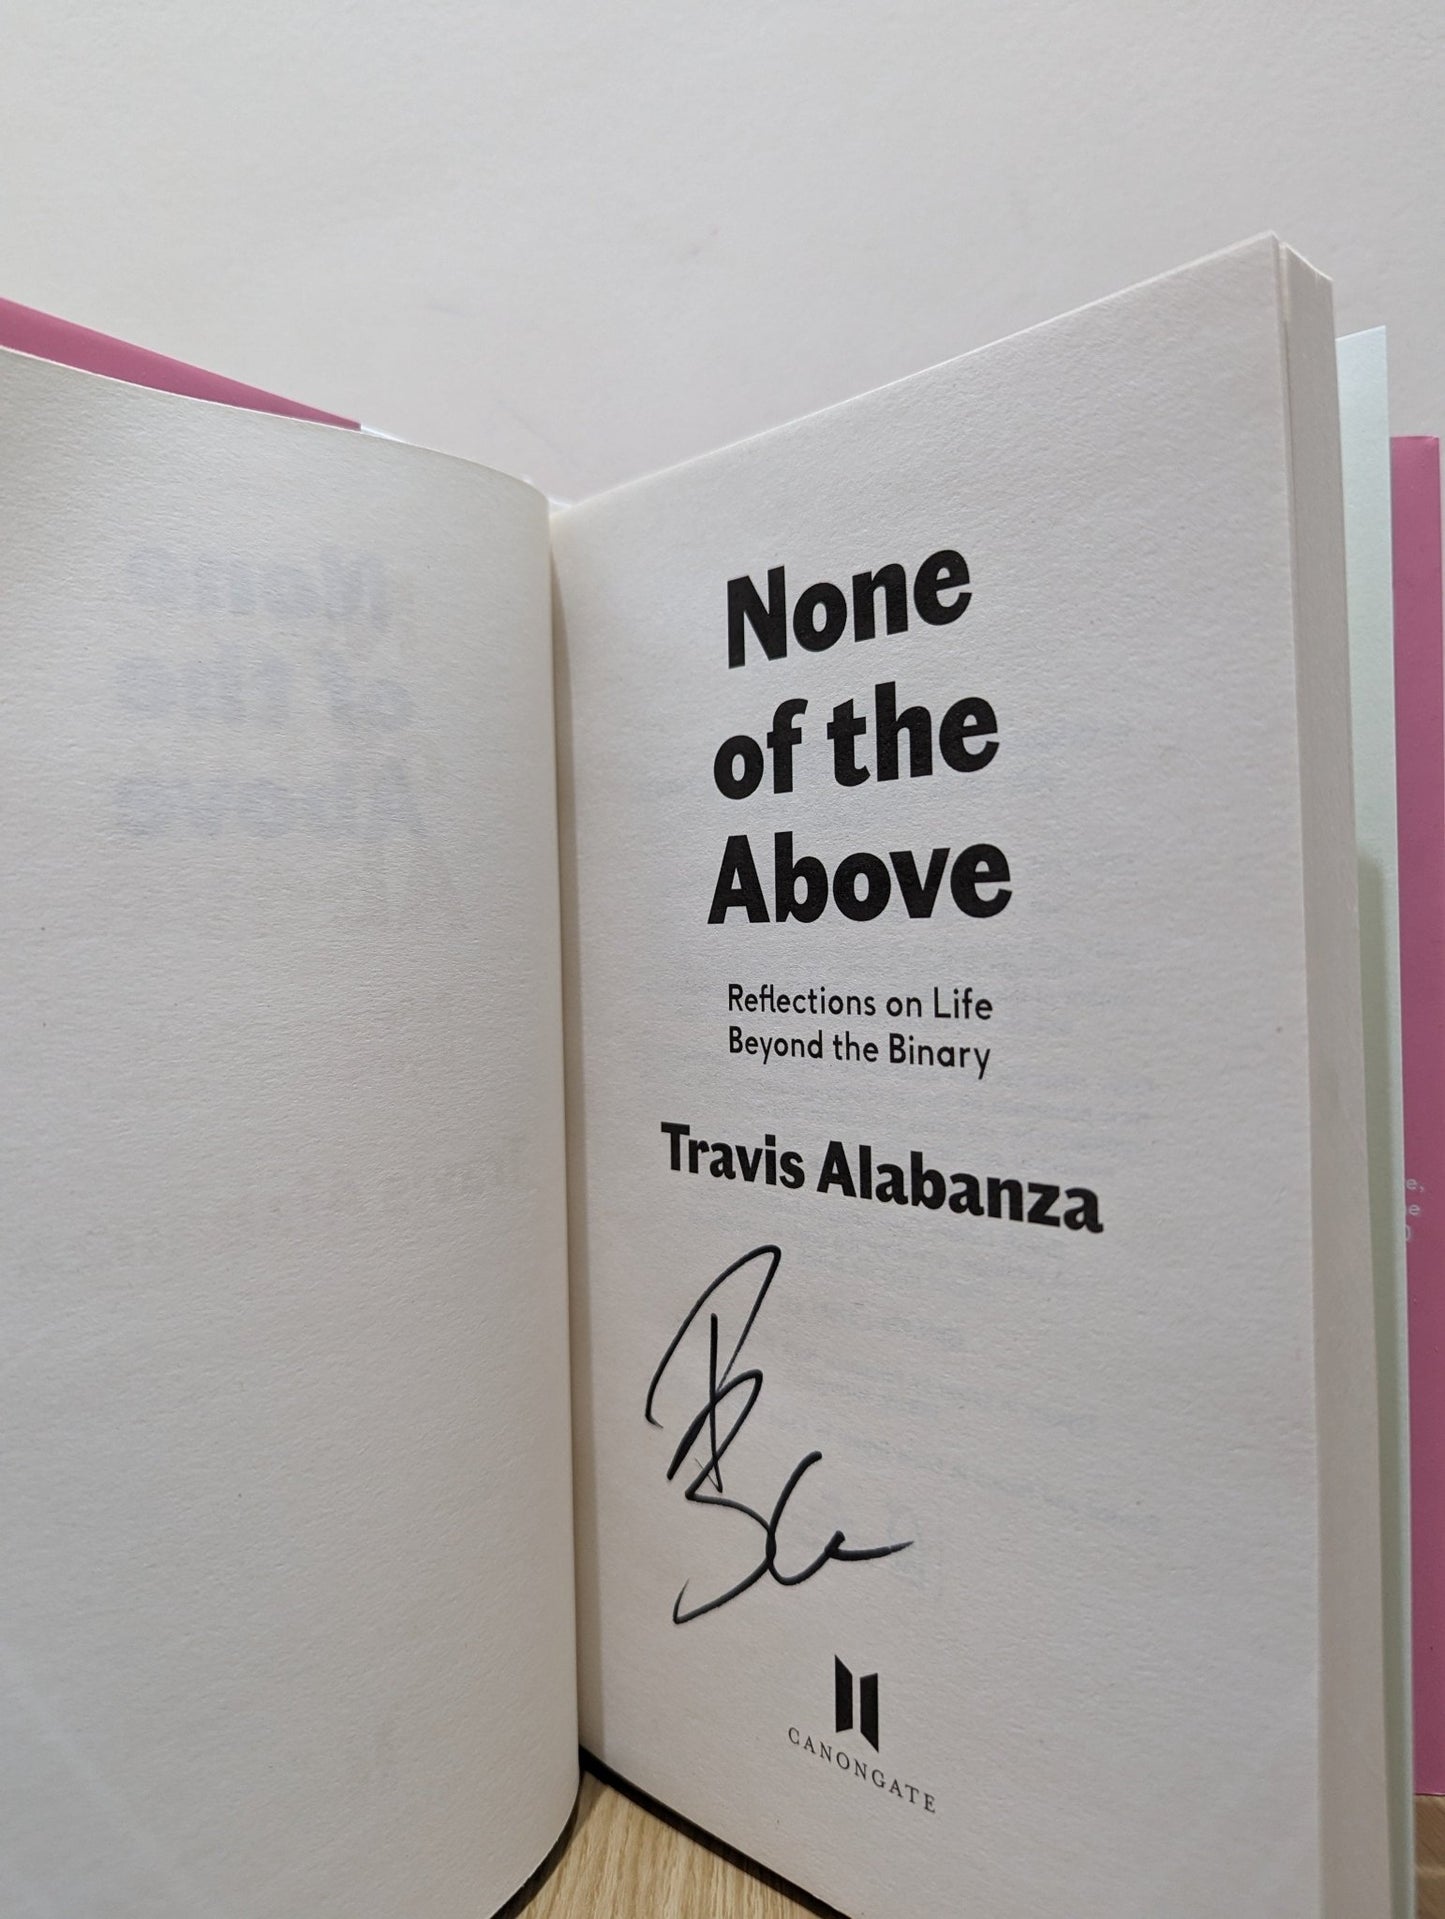 None
of the
Above
Reflections on Life
Beyond the Binary
Travis Alabanza
CANONGATE